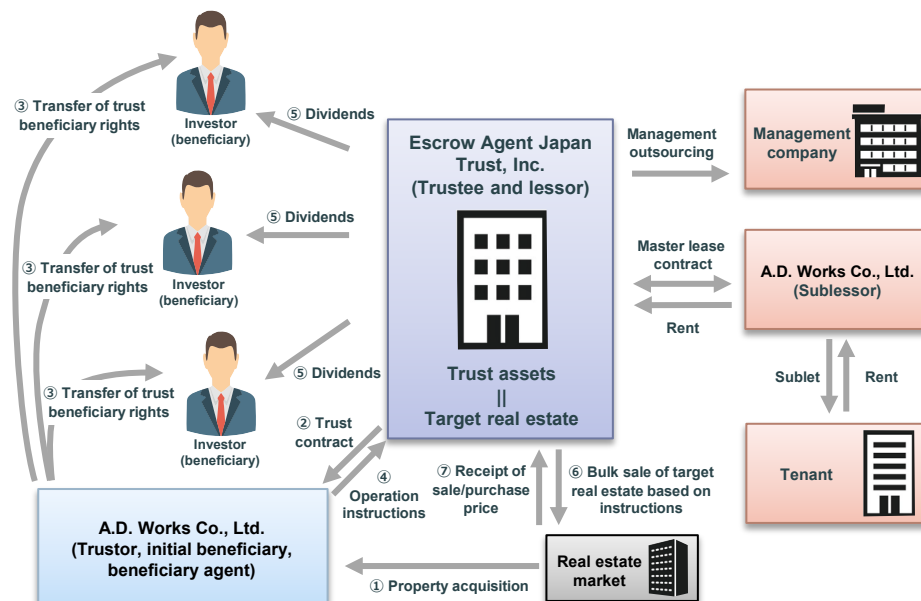 Investor
(beneficiary)
③ Transfer of trust
beneficiary rights
⑤ Dividends
Investor
(beneficiary)
③ Transfer of trust
beneficiary rights
⑤ Dividends
Investor
(beneficiary)
③ Transfer of trust
beneficiary rights
⑤ Dividends
Escrow Agent Japan
Trust, Inc.
(Trustee and lessor)
Trust assets
||
Target real estate
Management
outsourcing
Management
company
Master lease
contract
Rent
A.D. Works Co., Ltd.
(Sublessor)
Sublet
Rent
Tenant
② Trust
contract
④
Operation
instructions
⑦ Receipt of
sale/purchase
price
⑥ Bulk sale of target
real estate based on
instructions
A.D. Works Co., Ltd.
(Trustor, initial beneficiary,
beneficiary agent)
① Property acquisition
Real estate
market